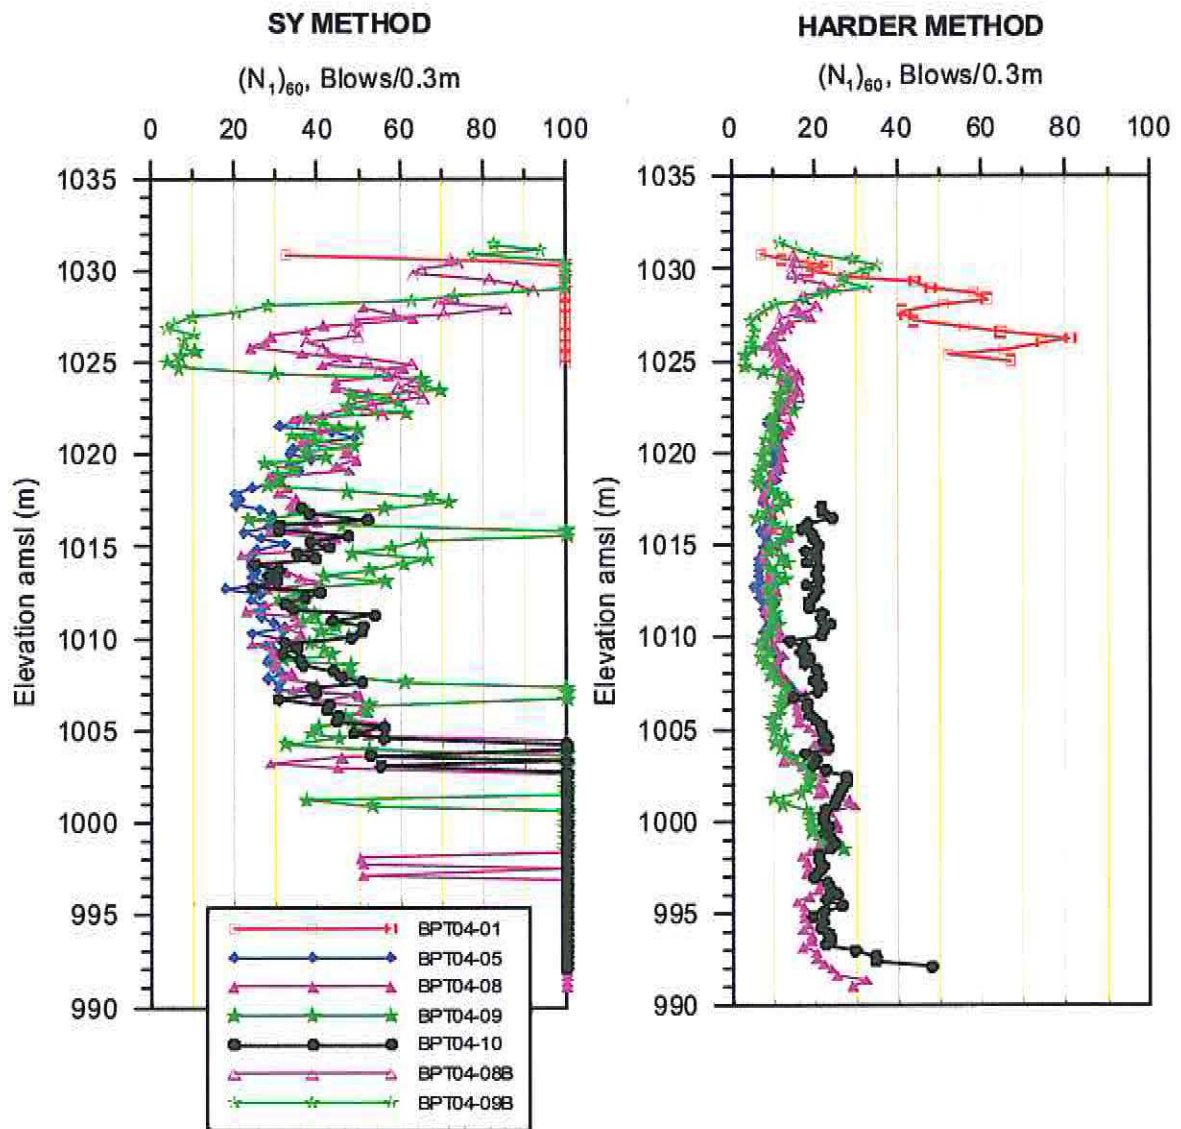 SY METHOD
(N1)60, Blows/0.3m
0 20 40 60 80 100
1035
1030
1025
1020
1015
1010
1005
1000
995
990
Elevation amsl (m)
BPT04-01
BPT04-05
BPT04-08
BPT04-09
BPT04-10
BPT04-08B
BPT04-09B
HARDER METHOD
(N1)60, Blows/0.3m
0 20 40 60 80 100
1035
1030
1025
1020
1015
1010
1005
1000
995
990
Elevation amsl (m)